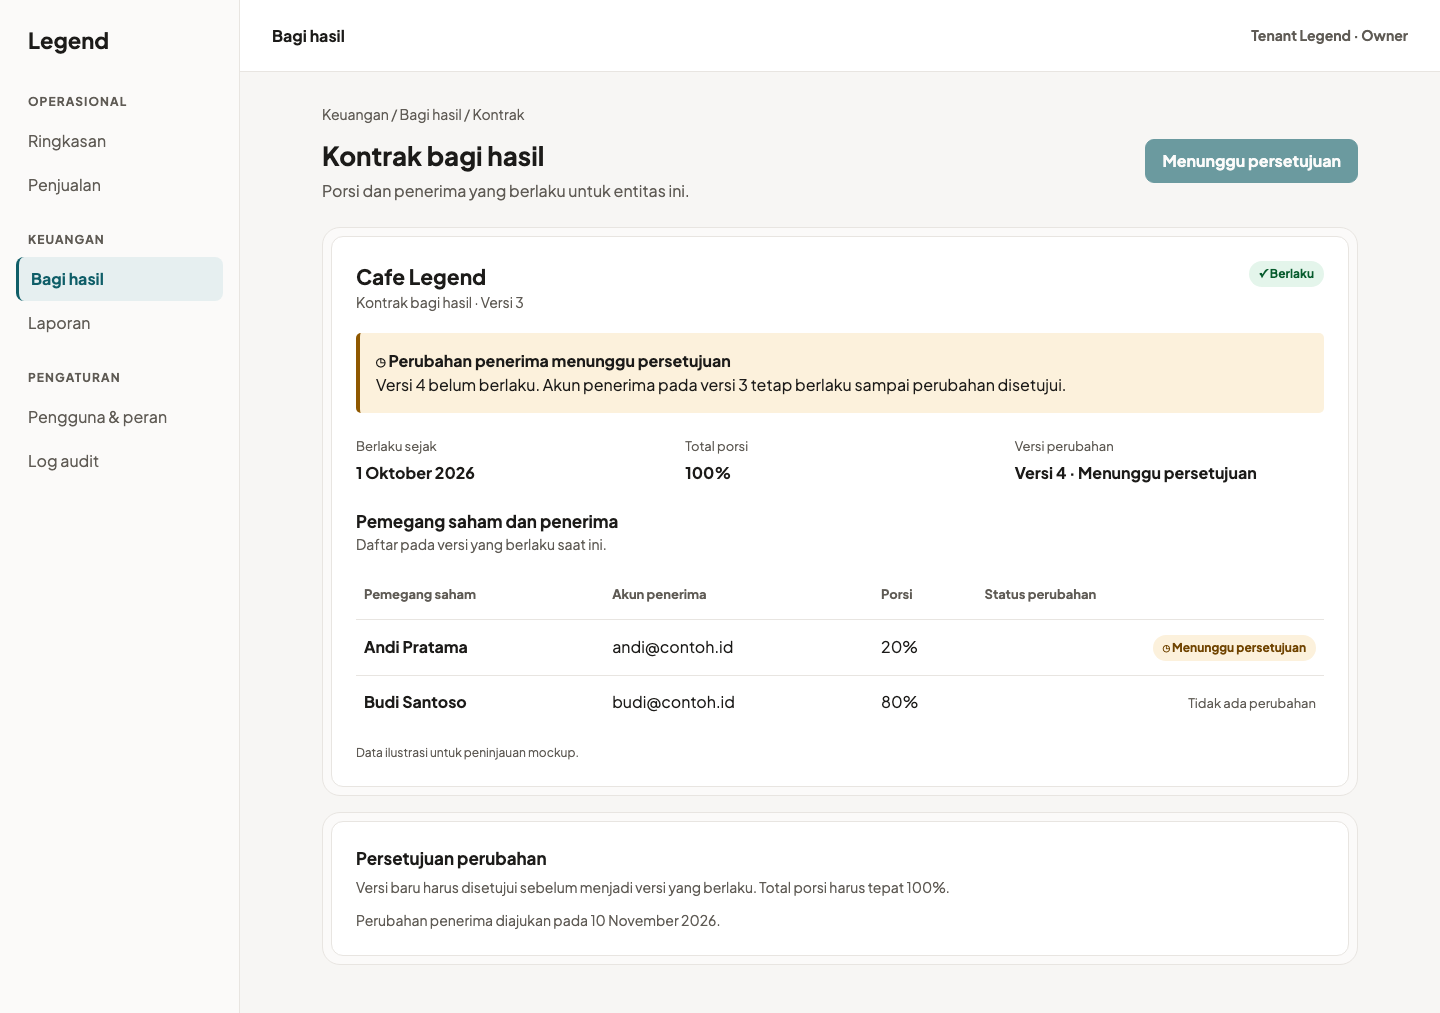 Legend
OPERASIONAL
Ringkasan
Penjualan
KEUANGAN
Bagi hasil
Laporan
PENGATURAN
Pengguna & peran
Log audit
Bagi hasil
Tenant Legend · Owner
Keuangan / Bagi hasil / Kontrak
Kontrak bagi hasil
Porsi dan penerima yang berlaku untuk entitas ini.
Menunggu persetujuan
Cafe Legend
Kontrak bagi hasil · Versi 3
✓ Berlaku
◷ Perubahan penerima menunggu persetujuan
Versi 4 belum berlaku. Akun penerima pada versi 3 tetap berlaku sampai perubahan disetujui.
Berlaku sejak
1 Oktober 2026
Total porsi
100%
Versi perubahan
Versi 4 · Menunggu persetujuan
Pemegang saham dan penerima
Daftar pada versi yang berlaku saat ini.
Pemegang saham Akun penerima Porsi Status perubahan
Andi Pratama andi@contoh.id 20% ◷ Menunggu persetujuan
Budi Santoso budi@contoh.id 80% Tidak ada perubahan
Data ilustrasi untuk peninjauan mockup.
Persetujuan perubahan
Versi baru harus disetujui sebelum menjadi versi yang berlaku. Total porsi harus tepat 100%.
Perubahan penerima diajukan pada 10 November 2026.